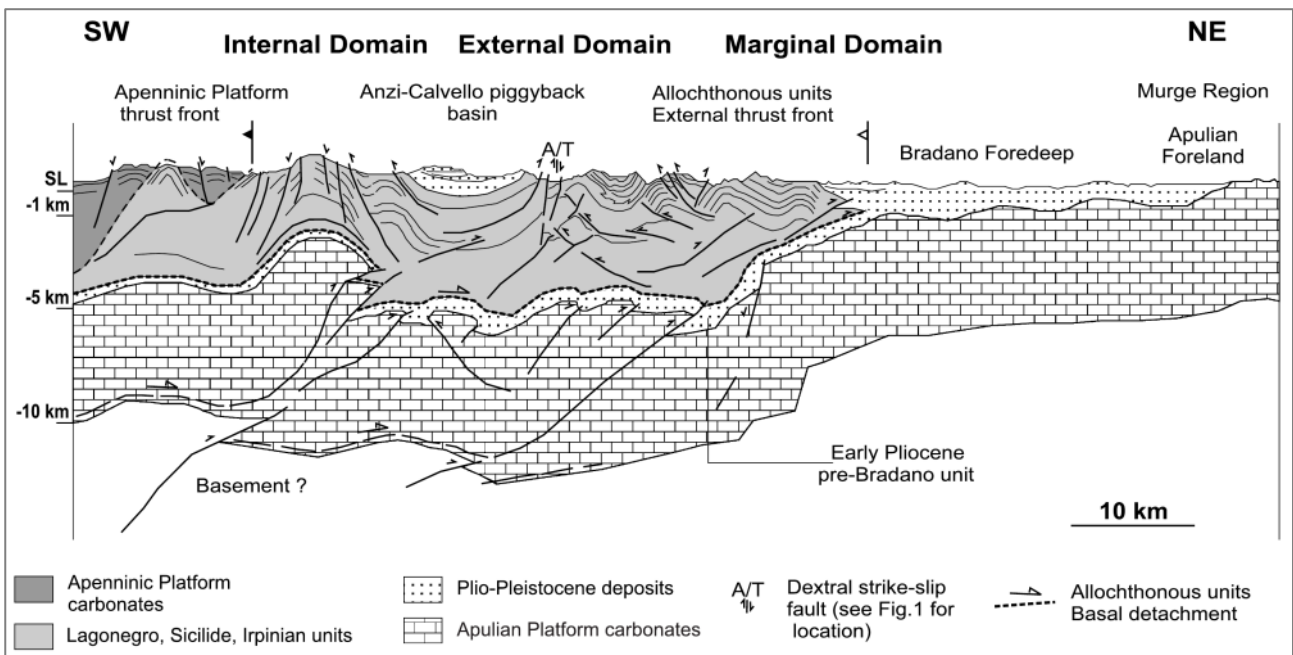 SW
NE
Internal Domain
External Domain
Marginal Domain
Apenninic Platform
thrust front
Anzi-Calvello piggyback
basin
Allochthonous units
External thrust front
Murge Region
A/T
Bradano Foredeep
Apulian
Foreland
SL
-1 km
-5 km
-10 km
Basement ?
Early Pliocene
pre-Bradano unit
10 km
Apenninic Platform
carbonates
Lagonegro, Sicilide, Irpinian units
Plio-Pleistocene deposits
Apulian Platform carbonates
A/T
Dextral strike-slip
fault (see Fig.1 for
location)
Allochthonous units
Basal detachment